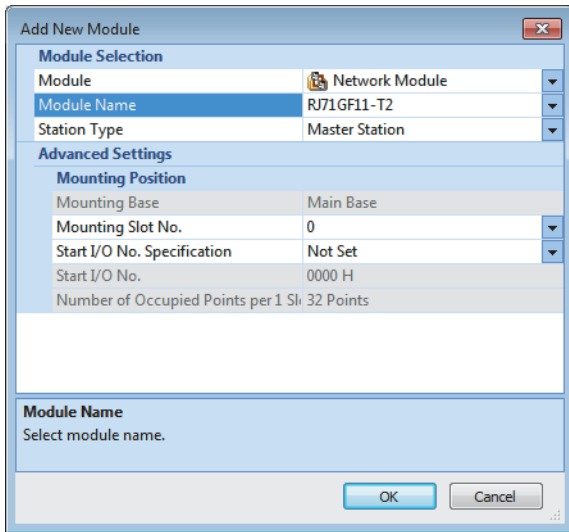 Add New Module
Module Selection
Module Network Module
Module Name RJ71GF11-T2
Station Type Master Station
Advanced Settings
Mounting Position
Mounting Base Main Base
Mounting Slot No. 0
Start I/O No. Specification Not Set
Start I/O No. 0000 H
Number of Occupied Points per 1 Sl 32 Points
Module Name
Select module name.
OK Cancel